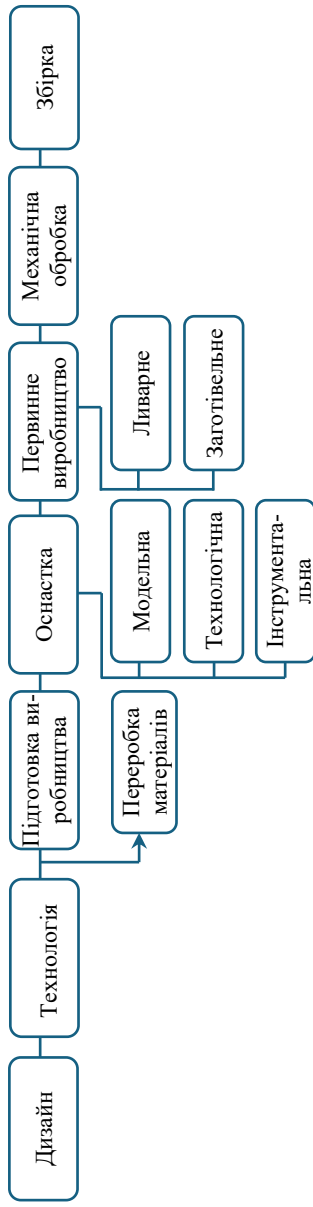 Дизайн
Технологія
Підготовка ви-
робництва
Переробка
матеріалів
Оснастка
Модельна
Технологічна
Інструмента-
льна
Первинне
виробництво
Ливарне
Заготівельне
Механічна
обробка
Збірка